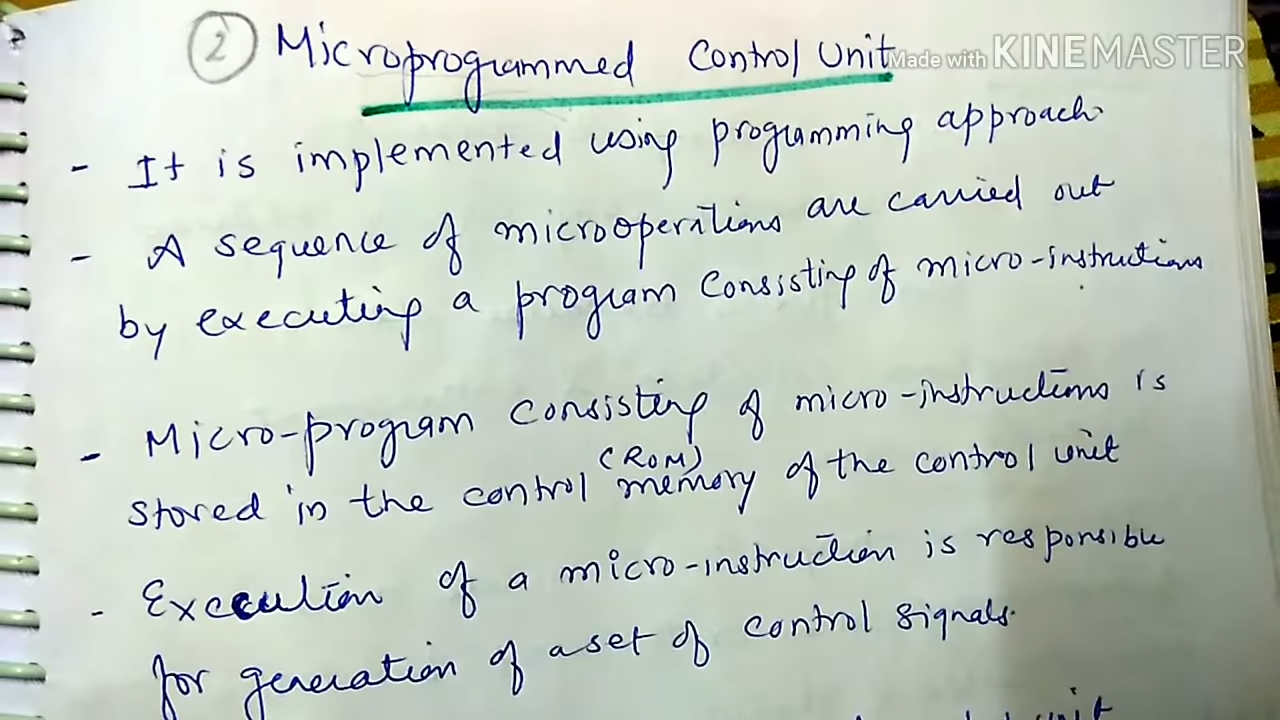 ② Microprogrammed Control Unit
Made with KINEMASTER
- It is implemented using programming approach.
- A sequence of microoperations are carried out
by executing a program consisting of micro-instructions
- Micro-program consisting of micro-instructions is
(ROM)
stored in the control memory of the control unit
- Execution of a micro-instruction is responsible
for generation of a set of control signals.
unit